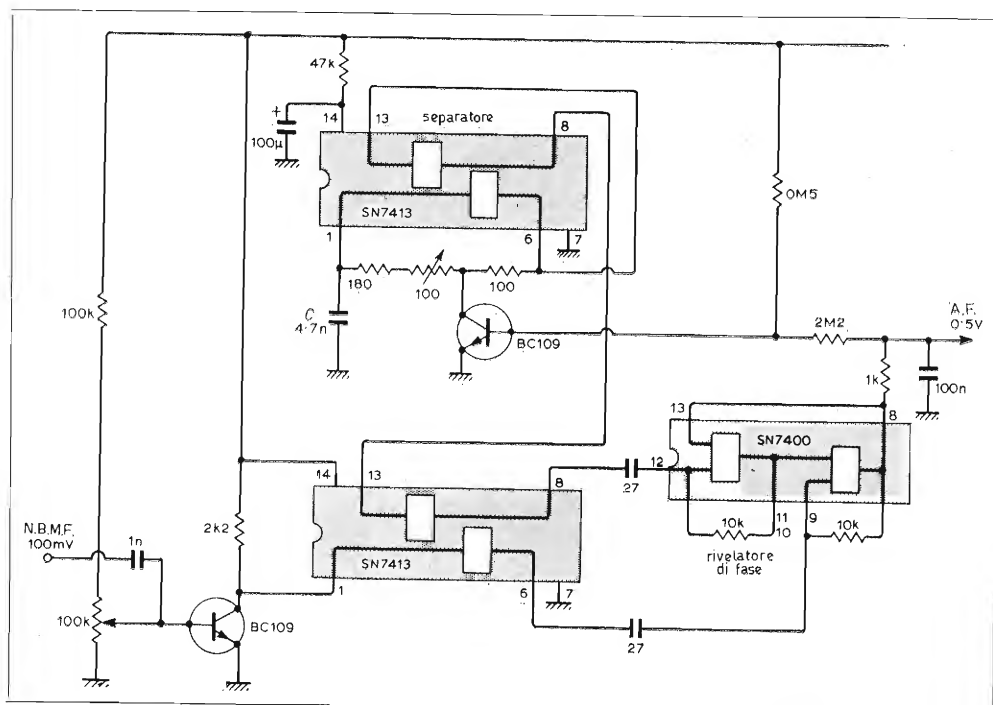 47k
+
100μ
14
13
separatore
8
SN7413
1
6
7
0M5
180
100
100
C
4·7n
BC109
100k
2M2
A.F.
0·5V
1k
100n
13
8
SN7400
12
11
10
9
10k
10k
rivelatore
di fase
27
14
13
8
SN7413
1
6
7
27
2k2
N.B.M.F.
100mV
1n
100k
BC109